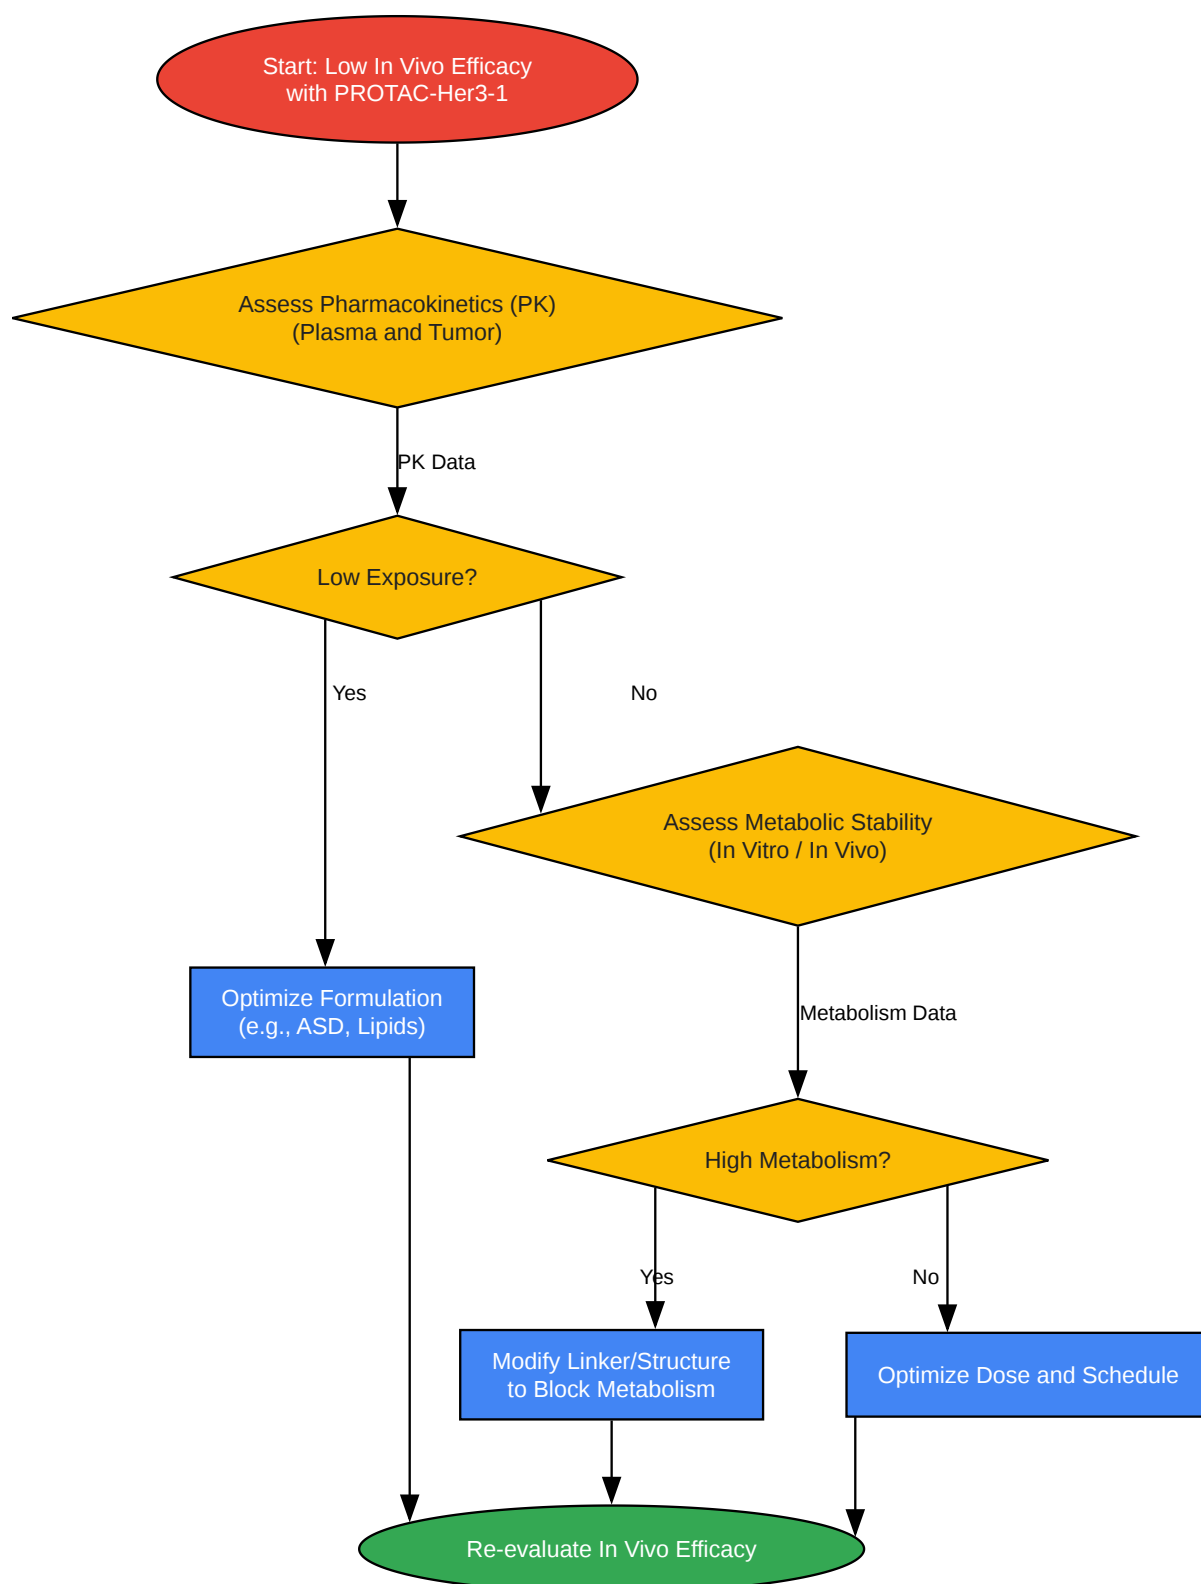 Start: Low In Vivo Efficacy
with PROTAC-Her3-1
Assess Pharmacokinetics (PK)
(Plasma and Tumor)
PK Data
Low Exposure?
Yes
No
Assess Metabolic Stability
(In Vitro / In Vivo)
Optimize Formulation
(e.g., ASD, Lipids)
Metabolism Data
High Metabolism?
Yes
No
Modify Linker/Structure
to Block Metabolism
Optimize Dose and Schedule
Re-evaluate In Vivo Efficacy